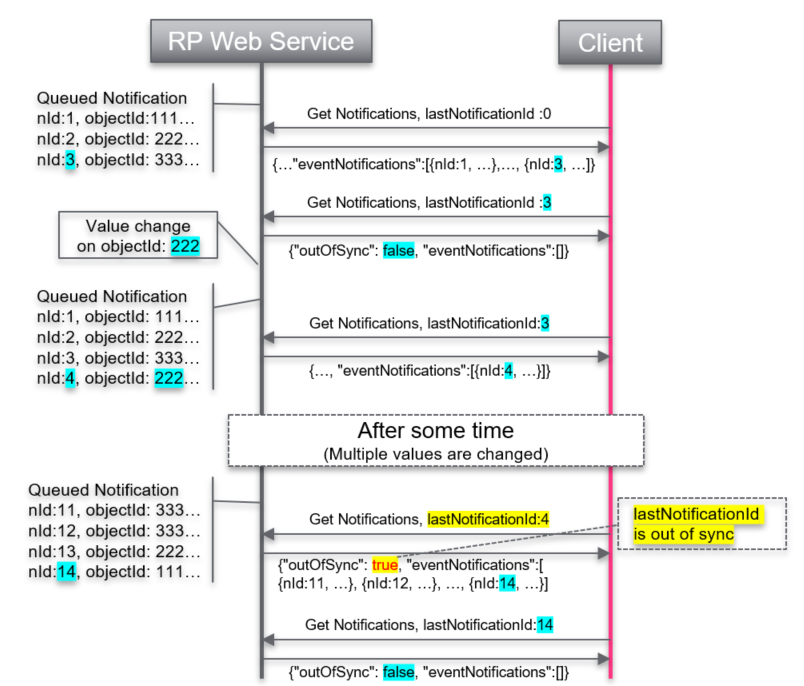 RP Web Service
Client
Queued Notification
nId:1, objectId:111…
nId:2, objectId: 222…
nId:3, objectId: 333…
Get Notifications, lastNotificationId :0
{…"eventNotifications":[{nId:1, …},…, {nId:3, …]}
Get Notifications, lastNotificationId :3
Value change
on objectId: 222
{"outOfSync": false, "eventNotifications":[]}
Queued Notification
nId:1, objectId: 111…
nId:2, objectId: 222…
nId:3, objectId: 333…
nId:4, objectId: 222…
Get Notifications, lastNotificationId:3
{…, "eventNotifications":[{nId:4, …}]}
After some time
(Multiple values are changed)
Queued Notification
nId:11, objectId: 333…
nId:12, objectId: 333…
nId:13, objectId: 222…
nId:14, objectId: 111…
Get Notifications, lastNotificationId:4
lastNotificationId
is out of sync
{"outOfSync": true, "eventNotifications":[
{nId:11, …}, {nId:12, …}, …, {nId:14, …}]
Get Notifications, lastNotificationId:14
{"outOfSync": false, "eventNotifications":[]}